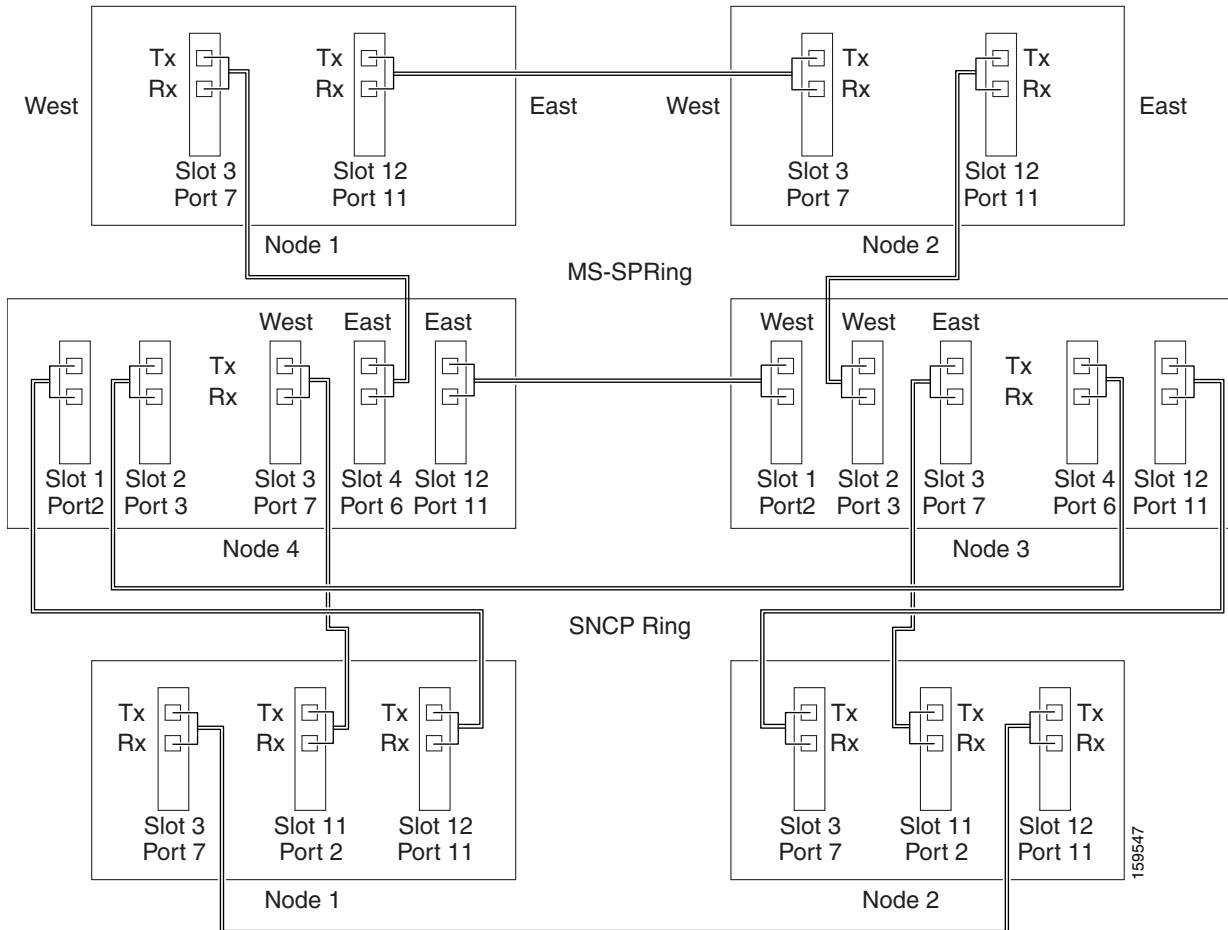 Tx
Rx
Slot 3
Port 7
Tx
Rx
Slot 12
Port 11
West
East
Node 1
Tx
Rx
Slot 3
Port 7
Tx
Rx
Slot 12
Port 11
West
East
Node 2
MS-SPRing
Slot 1
Port2
Slot 2
Port 3
West
Tx
Rx
Slot 3
Port 7
East
Slot 4
Port 6
East
Slot 12
Port 11
Node 4
West
Slot 1
Port2
West
Slot 2
Port 3
East
Slot 3
Port 7
Tx
Rx
Slot 4
Port 6
Slot 12
Port 11
Node 3
SNCP Ring
Tx
Rx
Slot 3
Port 7
Tx
Rx
Slot 11
Port 2
Tx
Rx
Slot 12
Port 11
Node 1
Tx
Rx
Slot 3
Port 7
Tx
Rx
Slot 11
Port 2
Tx
Rx
Slot 12
Port 11
Node 2
159547